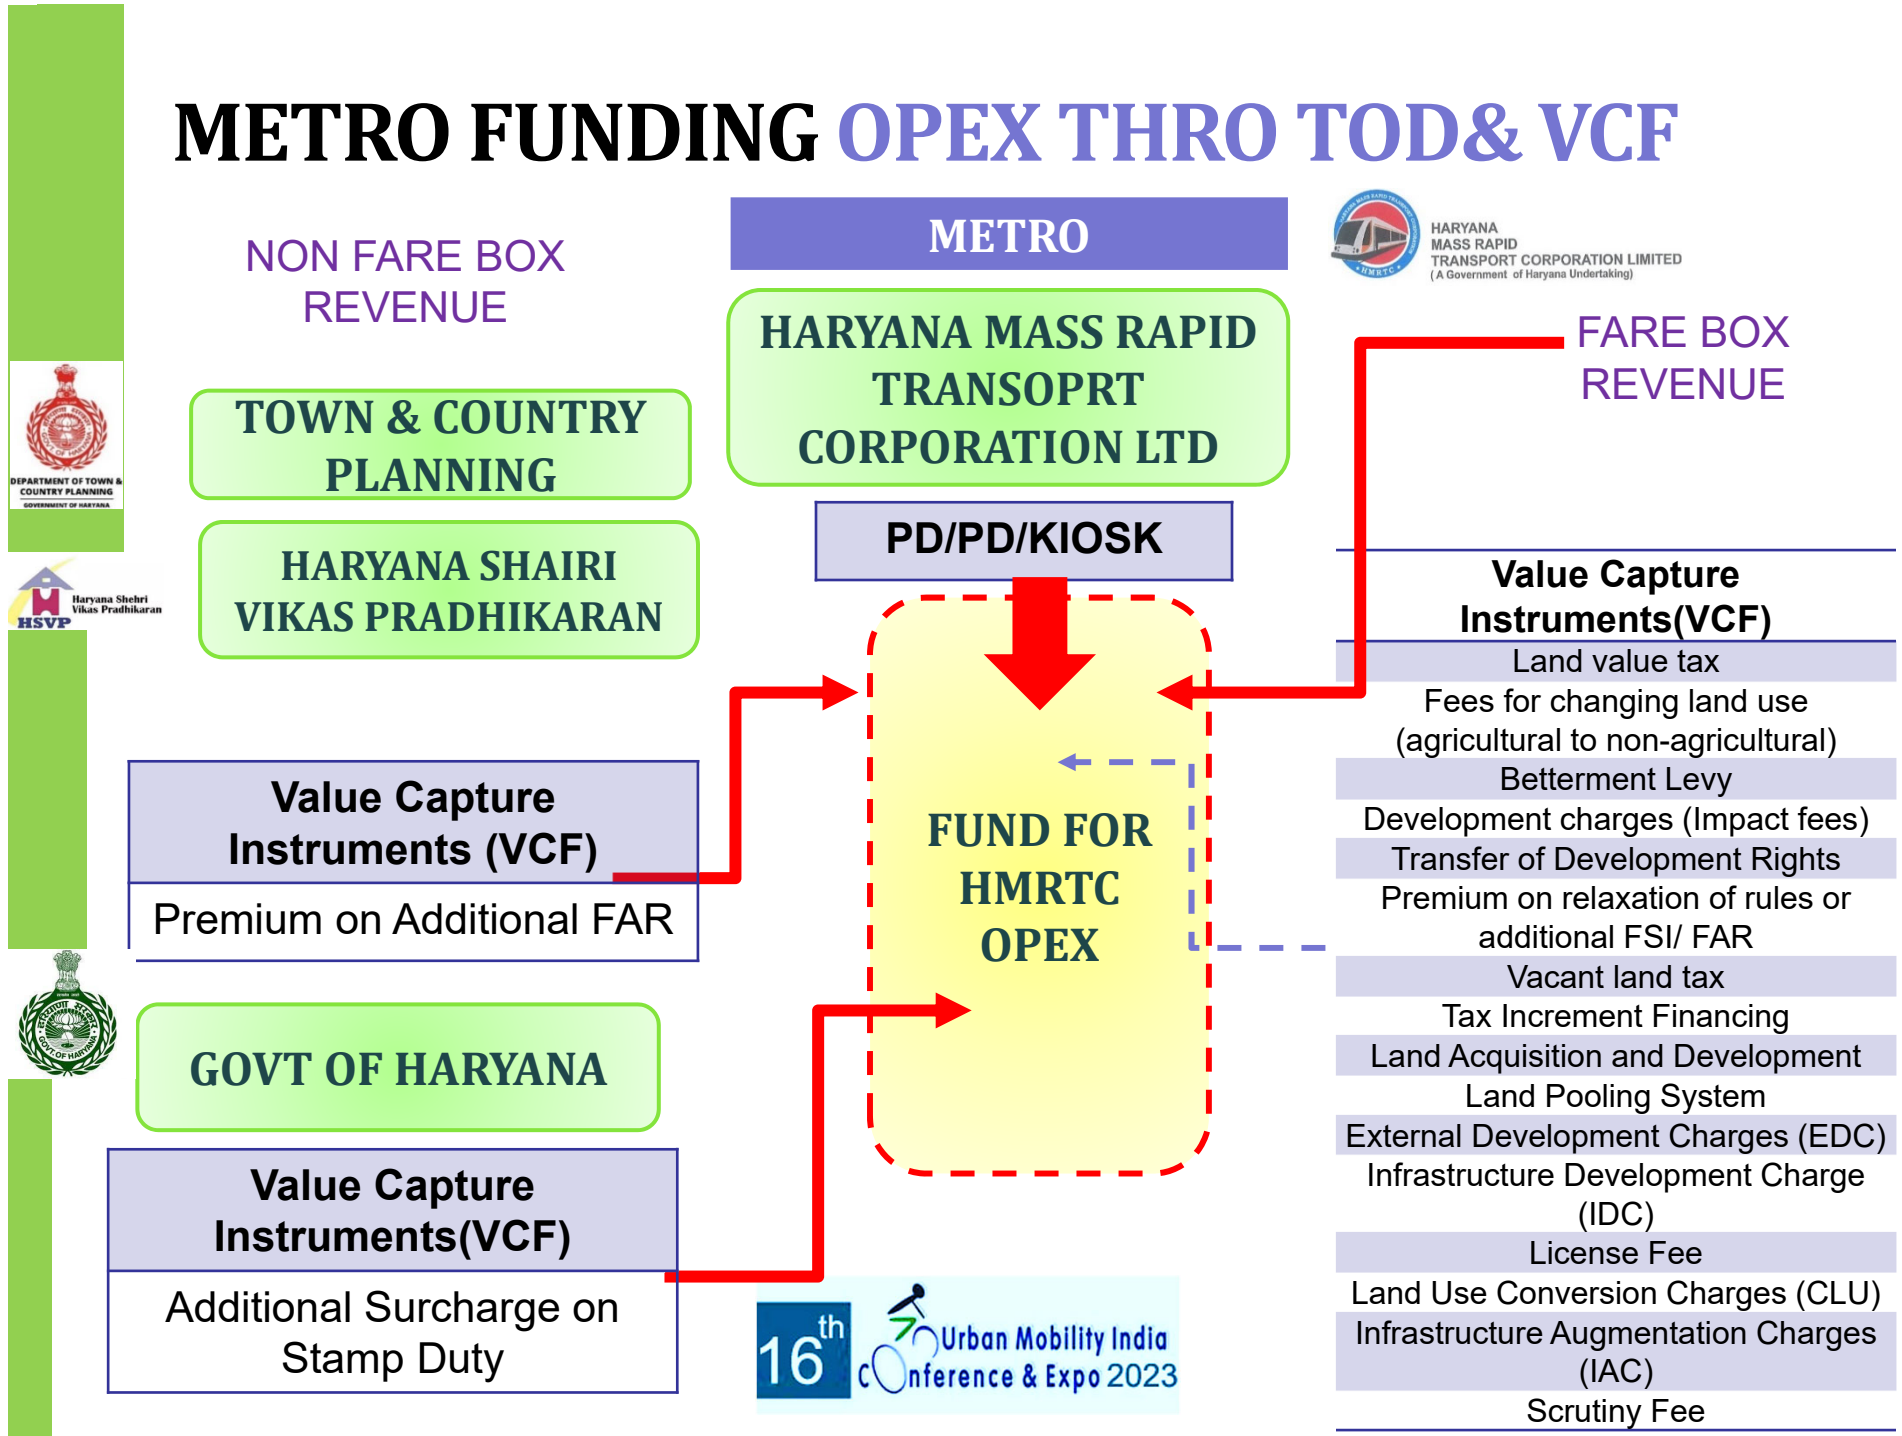 METRO FUNDING OPEX THRO TOD& VCF
NON FARE BOX
REVENUE
METRO
HARYANA
MASS RAPID
TRANSPORT CORPORATION LIMITED
( A Government of Haryana Undertaking)
HMRTC
HARYANA MASS RAPID
TRANSOPRT
CORPORATION LTD
FARE BOX
REVENUE
TOWN & COUNTRY
PLANNING
DEPARTMENT OF TOWN &
COUNTRY PLANNING
GOVERNMENT OF HARYANA
HARYANA SHAIRI
VIKAS PRADHIKARAN
Haryana Shehri
Vikas Pradhikaran
HSVP
PD/PD/KIOSK
Value Capture
Instruments (VCF)
Premium on Additional FAR
FUND FOR
HMRTC
OPEX
हरियाणा सरकार
GOVT. OF HARYANA
GOVT OF HARYANA
Value Capture
Instruments(VCF)
Additional Surcharge on
Stamp Duty
16th
Urban Mobility India
Conference & Expo 2023
Value Capture
Instruments(VCF)
Land value tax
Fees for changing land use
(agricultural to non-agricultural)
Betterment Levy
Development charges (Impact fees)
Transfer of Development Rights
Premium on relaxation of rules or
additional FSI/ FAR
Vacant land tax
Tax Increment Financing
Land Acquisition and Development
Land Pooling System
External Development Charges (EDC)
Infrastructure Development Charge
(IDC)
License Fee
Land Use Conversion Charges (CLU)
Infrastructure Augmentation Charges
(IAC)
Scrutiny Fee